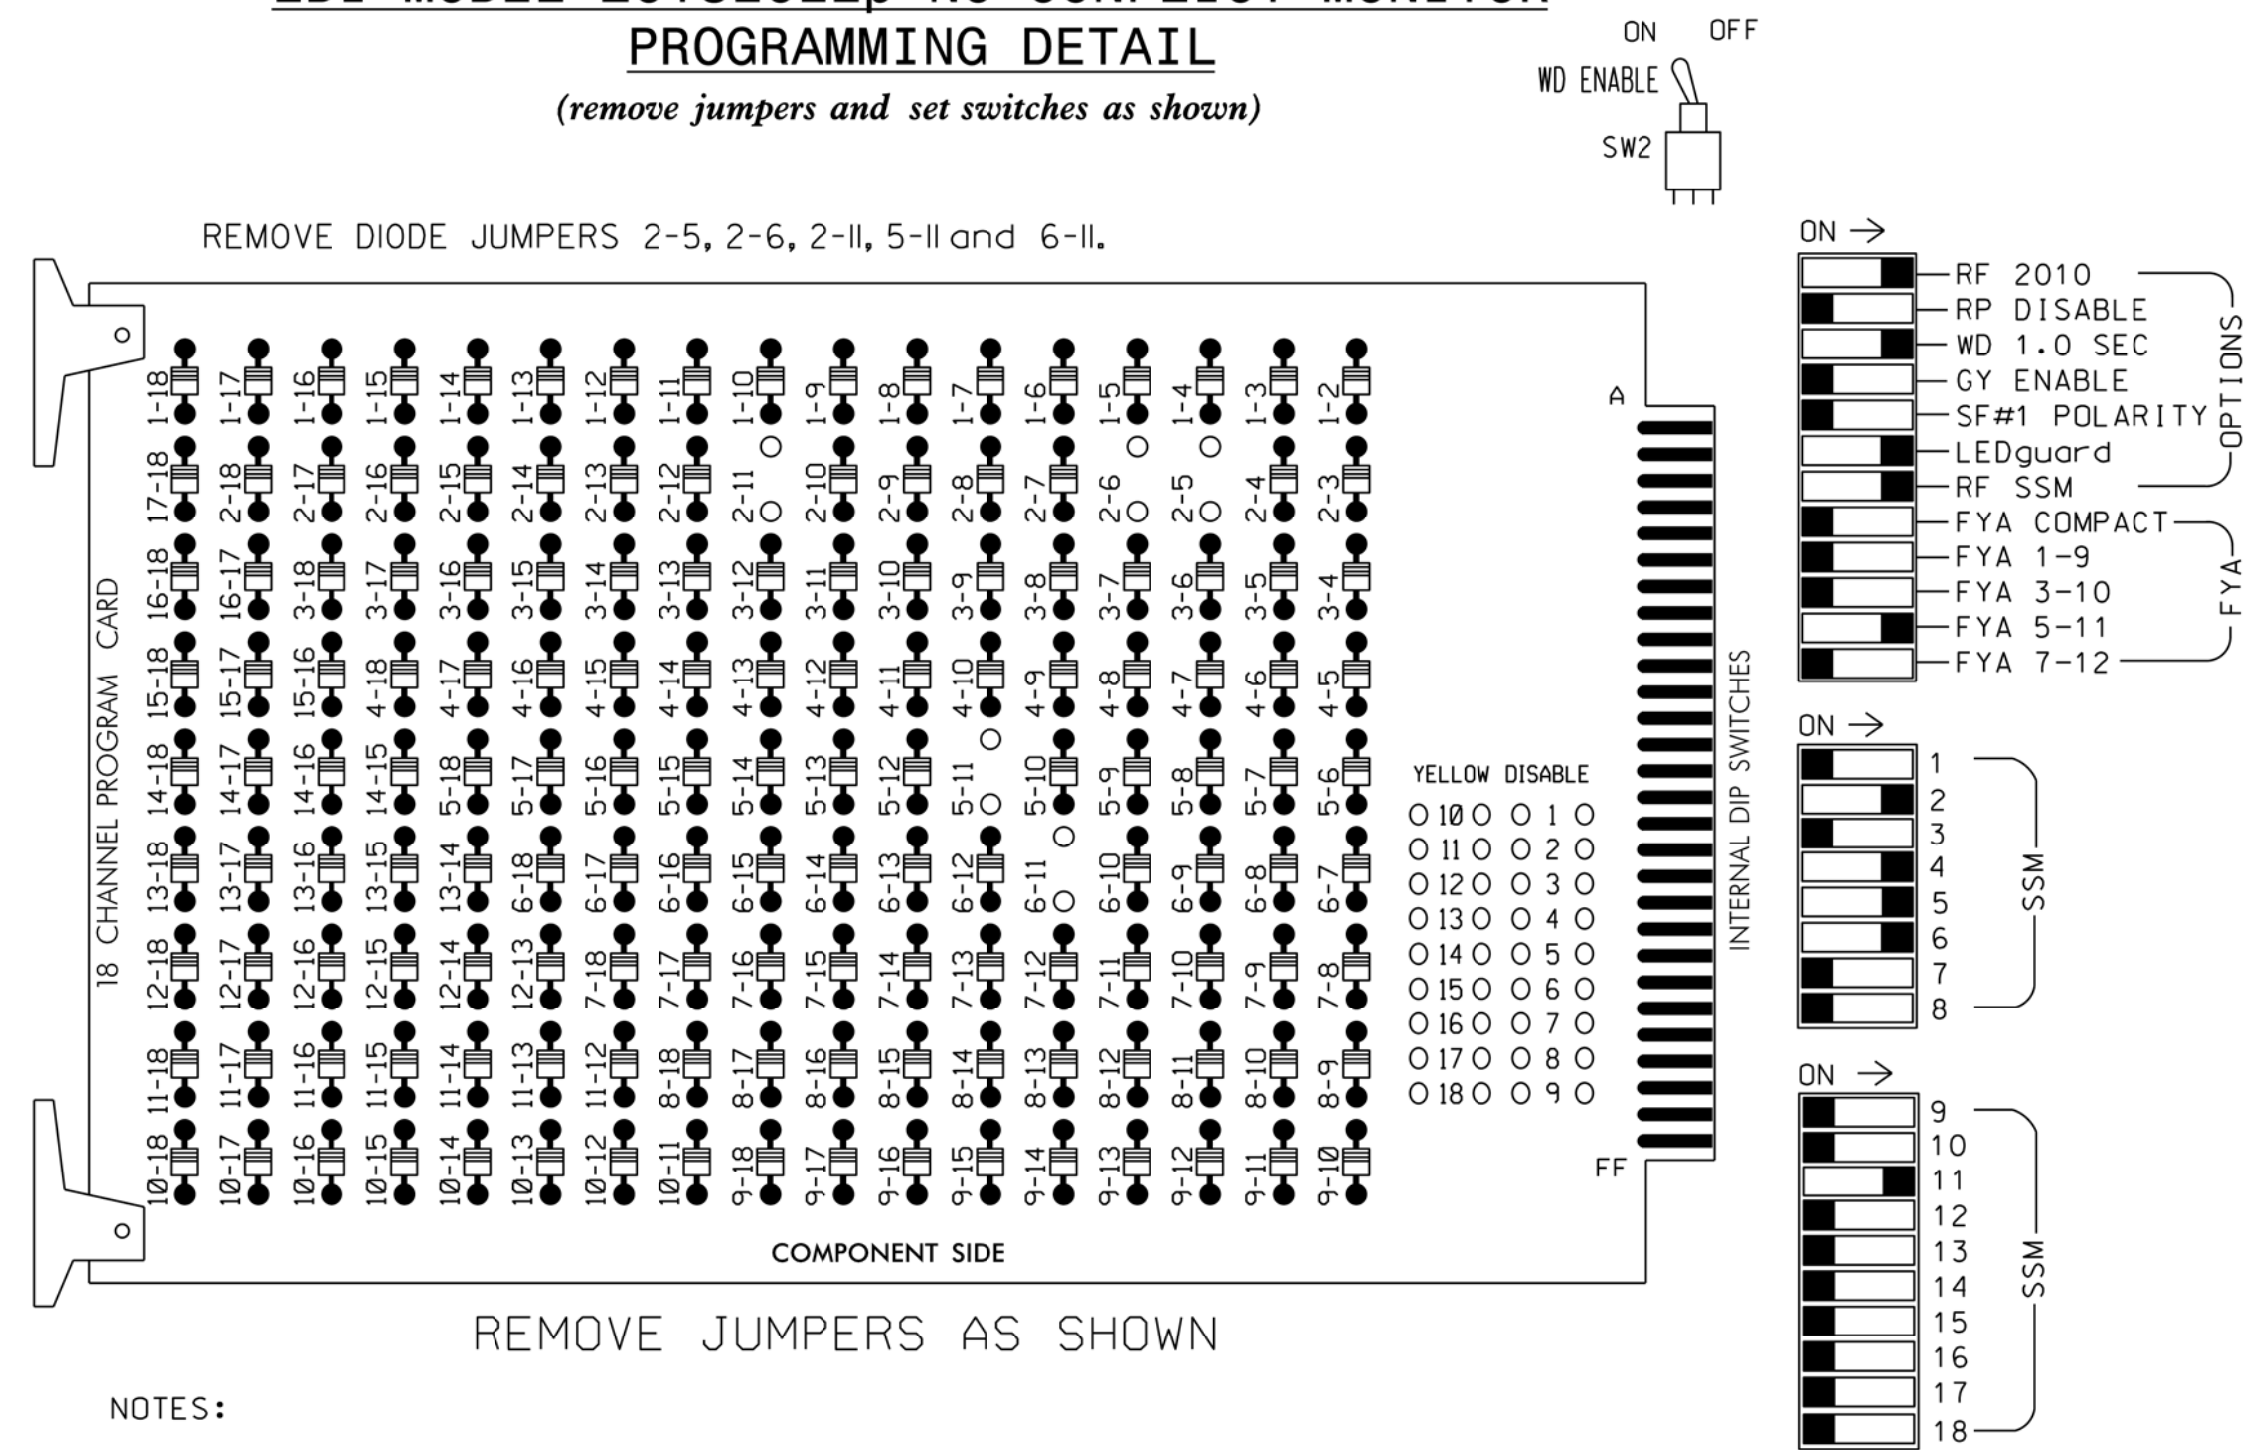 PROGRAMMING DETAIL
(remove jumpers and set switches as shown)
ON OFF
WD ENABLE
SW2
REMOVE DIODE JUMPERS 2-5, 2-6, 2-11, 5-11 and 6-11.
18 CHANNEL PROGRAM CARD
1-18 1-17 1-16 1-15 1-14 1-13 1-12 1-11 1-10 1-9 1-8 1-7 1-6 1-5 1-4 1-3 1-2
17-18 2-18 2-17 2-16 2-15 2-14 2-13 2-12 2-11 2-10 2-9 2-8 2-7 2-6 2-5 2-4 2-3
16-18 16-17 3-18 3-17 3-16 3-15 3-14 3-13 3-12 3-11 3-10 3-9 3-8 3-7 3-6 3-5 3-4
15-18 15-17 15-16 4-18 4-17 4-16 4-15 4-14 4-13 4-12 4-11 4-10 4-9 4-8 4-7 4-6 4-5
14-18 14-17 14-16 14-15 5-18 5-17 5-16 5-15 5-14 5-13 5-12 5-11 5-10 5-9 5-8 5-7 5-6
13-18 13-17 13-16 13-15 13-14 6-18 6-17 6-16 6-15 6-14 6-13 6-12 6-11 6-10 6-9 6-8 6-7
12-18 12-17 12-16 12-15 12-14 12-13 7-18 7-17 7-16 7-15 7-14 7-13 7-12 7-11 7-10 7-9 7-8
11-18 11-17 11-16 11-15 11-14 11-13 11-12 8-18 8-17 8-16 8-15 8-14 8-13 8-12 8-11 8-10 8-9
10-18 10-17 10-16 10-15 10-14 10-13 10-12 10-11 9-18 9-17 9-16 9-15 9-14 9-13 9-12 9-11 9-10
A
YELLOW DISABLE
10 1
11 2
12 3
13 4
14 5
15 6
16 7
17 8
18 9
FF
COMPONENT SIDE
REMOVE JUMPERS AS SHOWN
NOTES:
INTERNAL DIP SWITCHES
ON
RF 2010
RP DISABLE
WD 1.0 SEC
GY ENABLE
SF#1 POLARITY
LEDguard
RF SSM
OPTIONS
FYA COMPACT
FYA 1-9
FYA 3-10
FYA 5-11
FYA 7-12
FYA
ON
1
2
3
4
5
6
7
8
SSM
ON
9
10
11
12
13
14
15
16
17
18
SSM